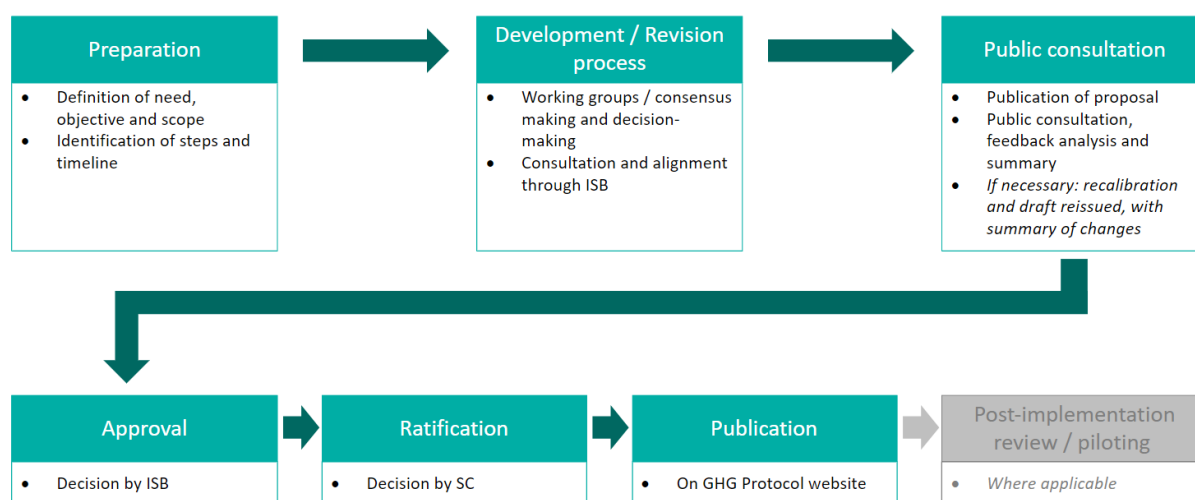 Preparation
• Definition of need,
objective and scope
• Identification of steps and
timeline
Development / Revision
process
• Working groups / consensus
making and decision-
making
• Consultation and alignment
through ISB
Public consultation
• Publication of proposal
• Public consultation,
feedback analysis and
summary
• If necessary: recalibration
and draft reissued, with
summary of changes
Approval
• Decision by ISB
Ratification
• Decision by SC
Publication
• On GHG Protocol website
Post-implementation
review / piloting
• Where applicable